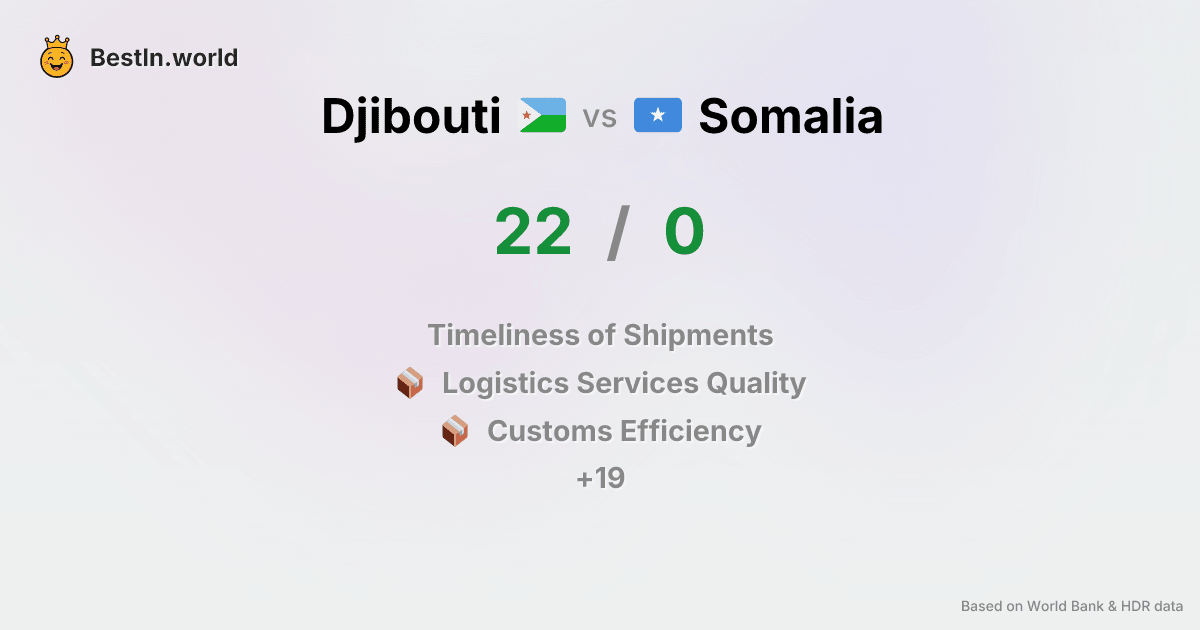 BestIn.world
Djibouti vs Somalia
22 / 0
Timeliness of Shipments
Logistics Services Quality
Customs Efficiency
+19
Based on World Bank & HDR data